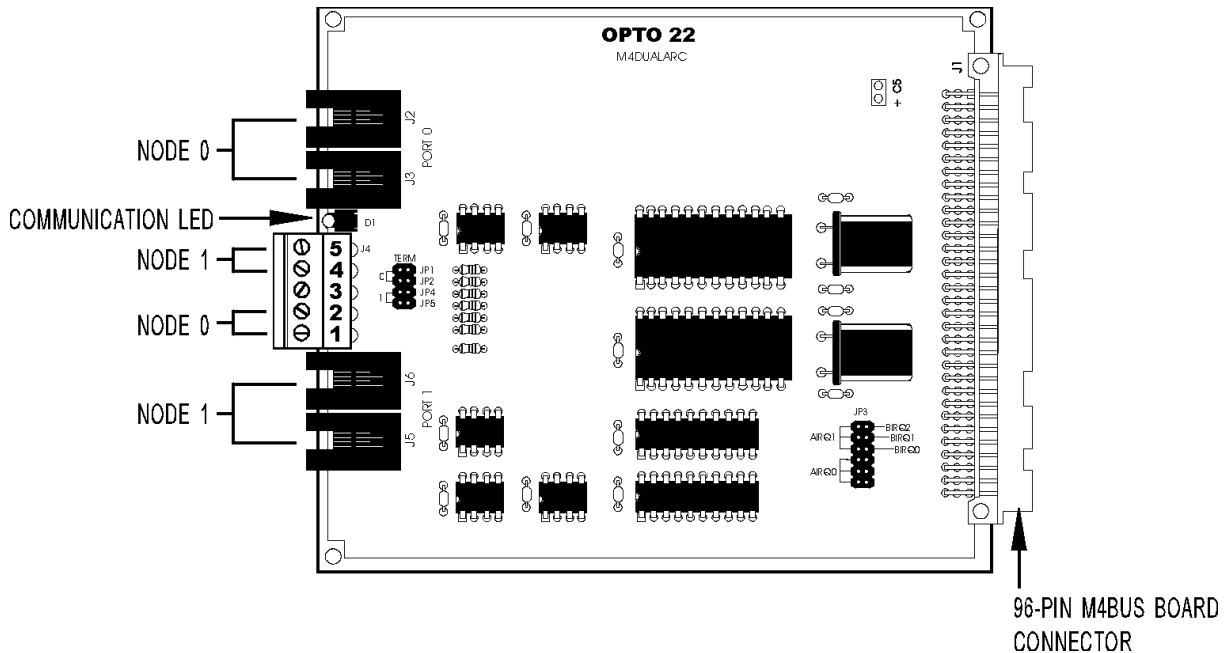 OPTO 22
M4DUALARC
J1
+ C5
J2
NODE 0
PORT 0
J3
COMMUNICATION LED
D1
NODE 1
5
J4
4
TERM
JP1
0
JP2
3
JP4
1
JP5
NODE 0
2
1
J6
NODE 1
PORT 1
J5
JP3
BIRQ2
AIRQ1
BIRQ1
BIRQ0
AIRQ0
96-PIN M4BUS BOARD
CONNECTOR